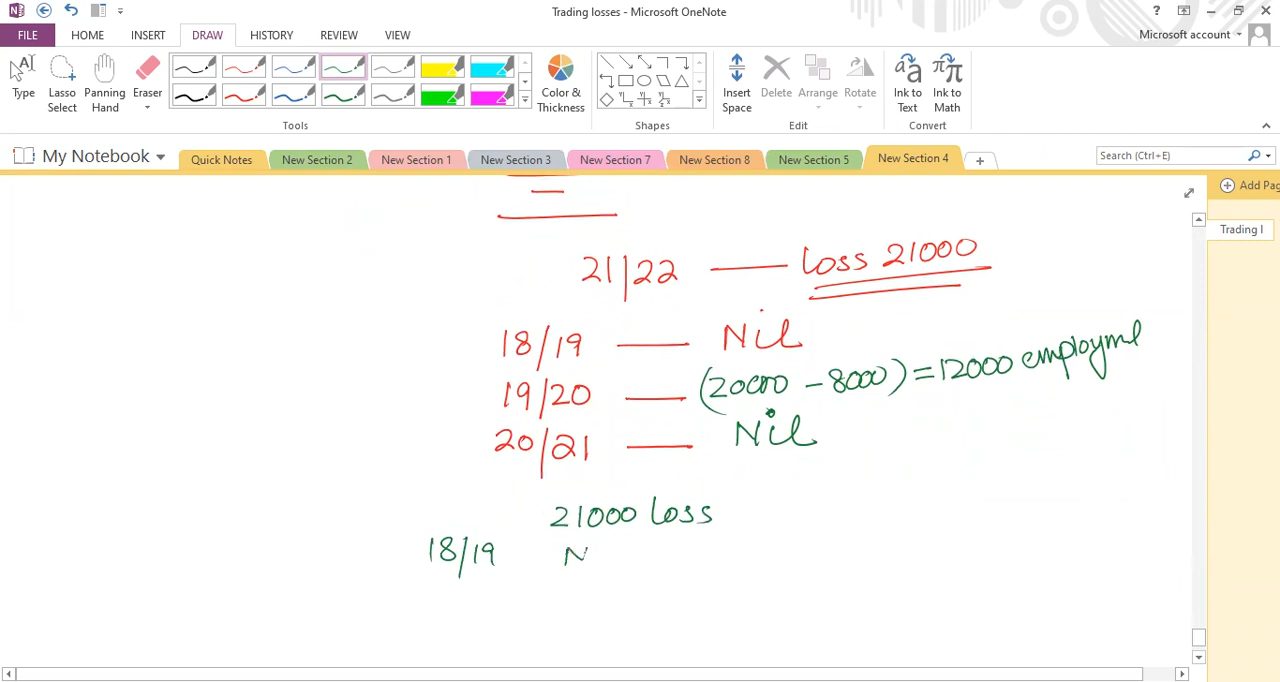 Trading losses - Microsoft OneNote
?
FILE HOME INSERT DRAW HISTORY REVIEW VIEW
Microsoft account
Type
Lasso Select
Panning Hand
Eraser
Color & Thickness
Insert Space
Delete
Arrange
Rotate
Ink to Text
Ink to Math
Tools Shapes Edit Convert
My Notebook Quick Notes New Section 2 New Section 1 New Section 3 New Section 7 New Section 8 New Section 5 New Section 4 Search (Ctrl+E)
Add Pag
Trading l
21/22 — loss 21000
18/19 — Nil
19/20 — (20000 - 8000) = 12000 employme
20/21 — Nil
21000 loss
18/19 N